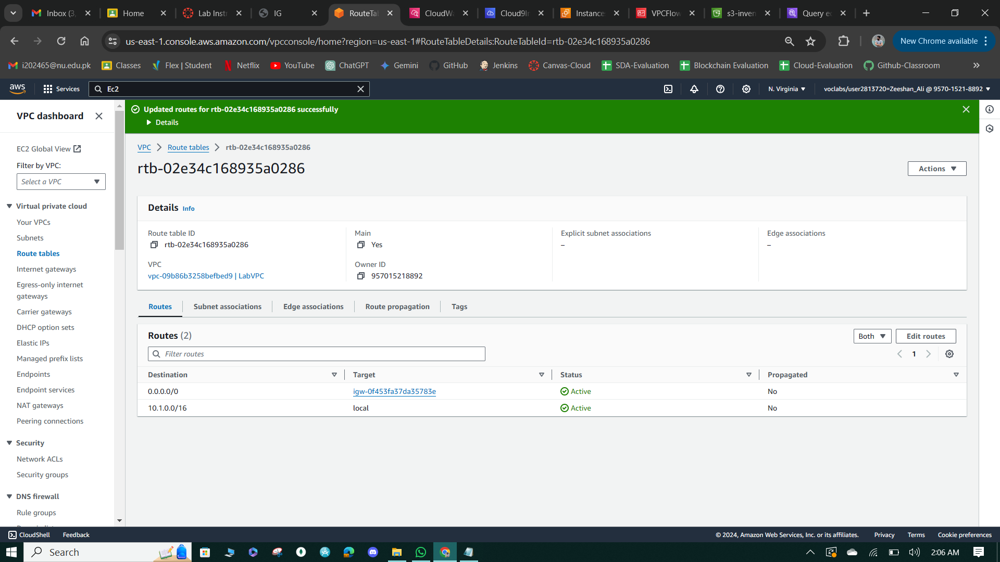 Inbox (3,
Home
Lab Instr
IG
RouteTab
CloudWa
Cloud9In
Instance
VPCFlow
s3-inven
Query ed
us-east-1.console.aws.amazon.com/vpcconsole/home?region=us-east-1#RouteTableDetails:RouteTableId=rtb-02e34c168935a0286
New Chrome available
i202465@nu.edu.pk
Classes
Flex | Student
Netflix
YouTube
ChatGPT
Gemini
GitHub
Jenkins
Canvas-Cloud
SDA-Evaluation
Blockchain Evaluation
Cloud-Evaluation
Github-Classroom
aws
Services
Ec2
N. Virginia
voclabs/user2813720=Zeeshan_Ali @ 9570-1521-8892
VPC dashboard
EC2 Global View
Filter by VPC:
Select a VPC
Virtual private cloud
Your VPCs
Subnets
Route tables
Internet gateways
Egress-only internet
gateways
Carrier gateways
DHCP option sets
Elastic IPs
Managed prefix lists
Endpoints
Endpoint services
NAT gateways
Peering connections
Security
Network ACLs
Security groups
DNS firewall
Rule groups
Updated routes for rtb-02e34c168935a0286 successfully
Details
VPC
Route tables
rtb-02e34c168935a0286
rtb-02e34c168935a0286
Actions
Details Info
Route table ID
rtb-02e34c168935a0286
Main
Yes
Explicit subnet associations
–
Edge associations
–
VPC
vpc-09b86b3258befbed9 | LabVPC
Owner ID
957015218892
Routes
Subnet associations
Edge associations
Route propagation
Tags
Routes (2)
Both
Edit routes
Filter routes
1
Destination
Target
Status
Propagated
0.0.0.0/0
igw-0f453fa37da35783e
Active
No
10.1.0.0/16
local
Active
No
CloudShell
Feedback
© 2024, Amazon Web Services, Inc. or its affiliates.
Privacy
Terms
Cookie preferences
Search
2:06 AM